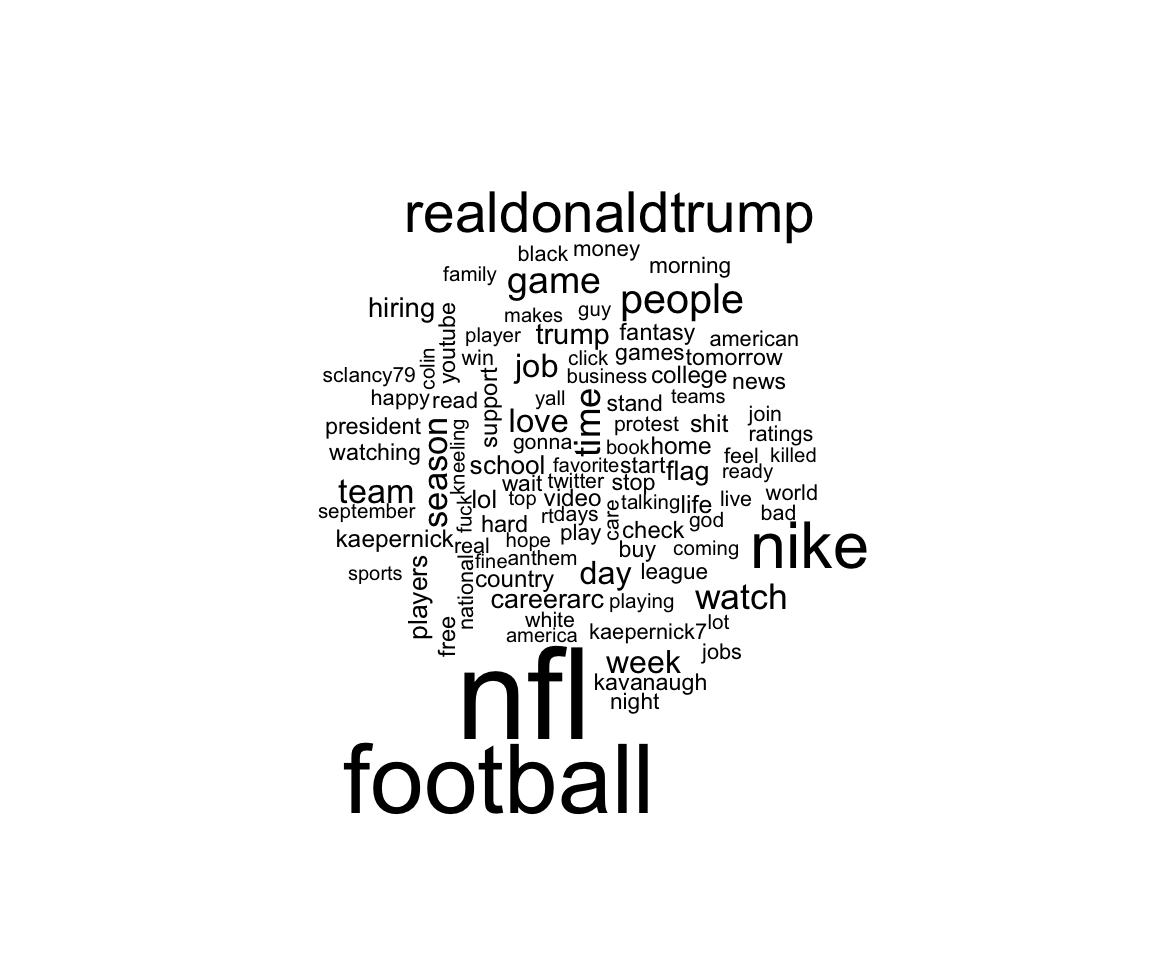 realdonaldtrump
black money
family game morning
hiring people
youtube makes guy
player trump fantasy american
colin win job click games tomorrow
sclancy79 business college news
happy read support yall time stand teams
president season kneeling love protest shit join
watching gonna book home ratings
school favorite start flag feel killed
team wait twitter stop ready
september fuck lol top video care talking life live world
hard rt days god bad
kaepernick real hope play check nike
fine anthem buy coming
sports players national country day league
careerarc playing watch
free white lot
america kaepernick7
nfl week jobs
kavanaugh
night
football